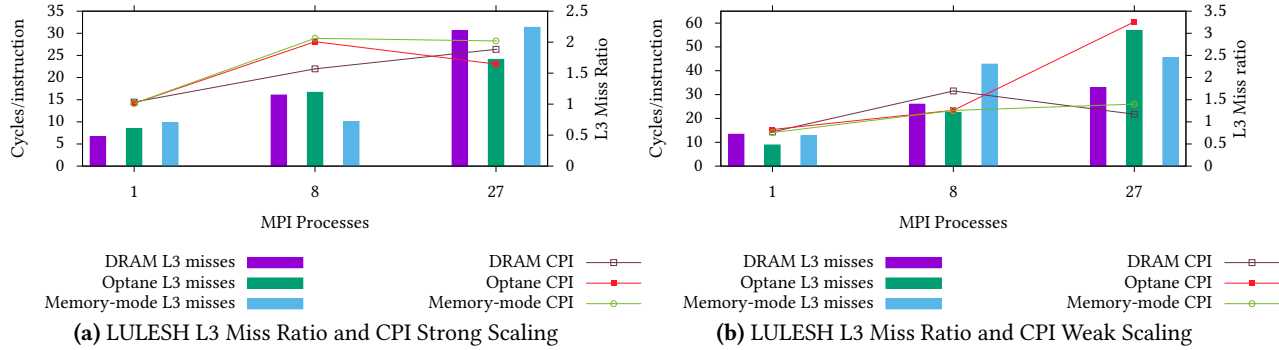 Cycles/instruction
35
30
25
20
15
10
5
0
2.5
2
1.5
1
0.5
0
L3 Miss Ratio
1
8
27
MPI Processes
DRAM L3 misses
Optane L3 misses
Memory-mode L3 misses
DRAM CPI
Optane CPI
Memory-mode CPI
(a) LULESH L3 Miss Ratio and CPI Strong Scaling
Cycles/instruction
60
50
40
30
20
10
0
3.5
3
2.5
2
1.5
1
0.5
0
L3 Miss ratio
1
8
27
MPI Processes
DRAM L3 misses
Optane L3 misses
Memory-mode L3 misses
DRAM CPI
Optane CPI
Memory-mode CPI
(b) LULESH L3 Miss Ratio and CPI Weak Scaling